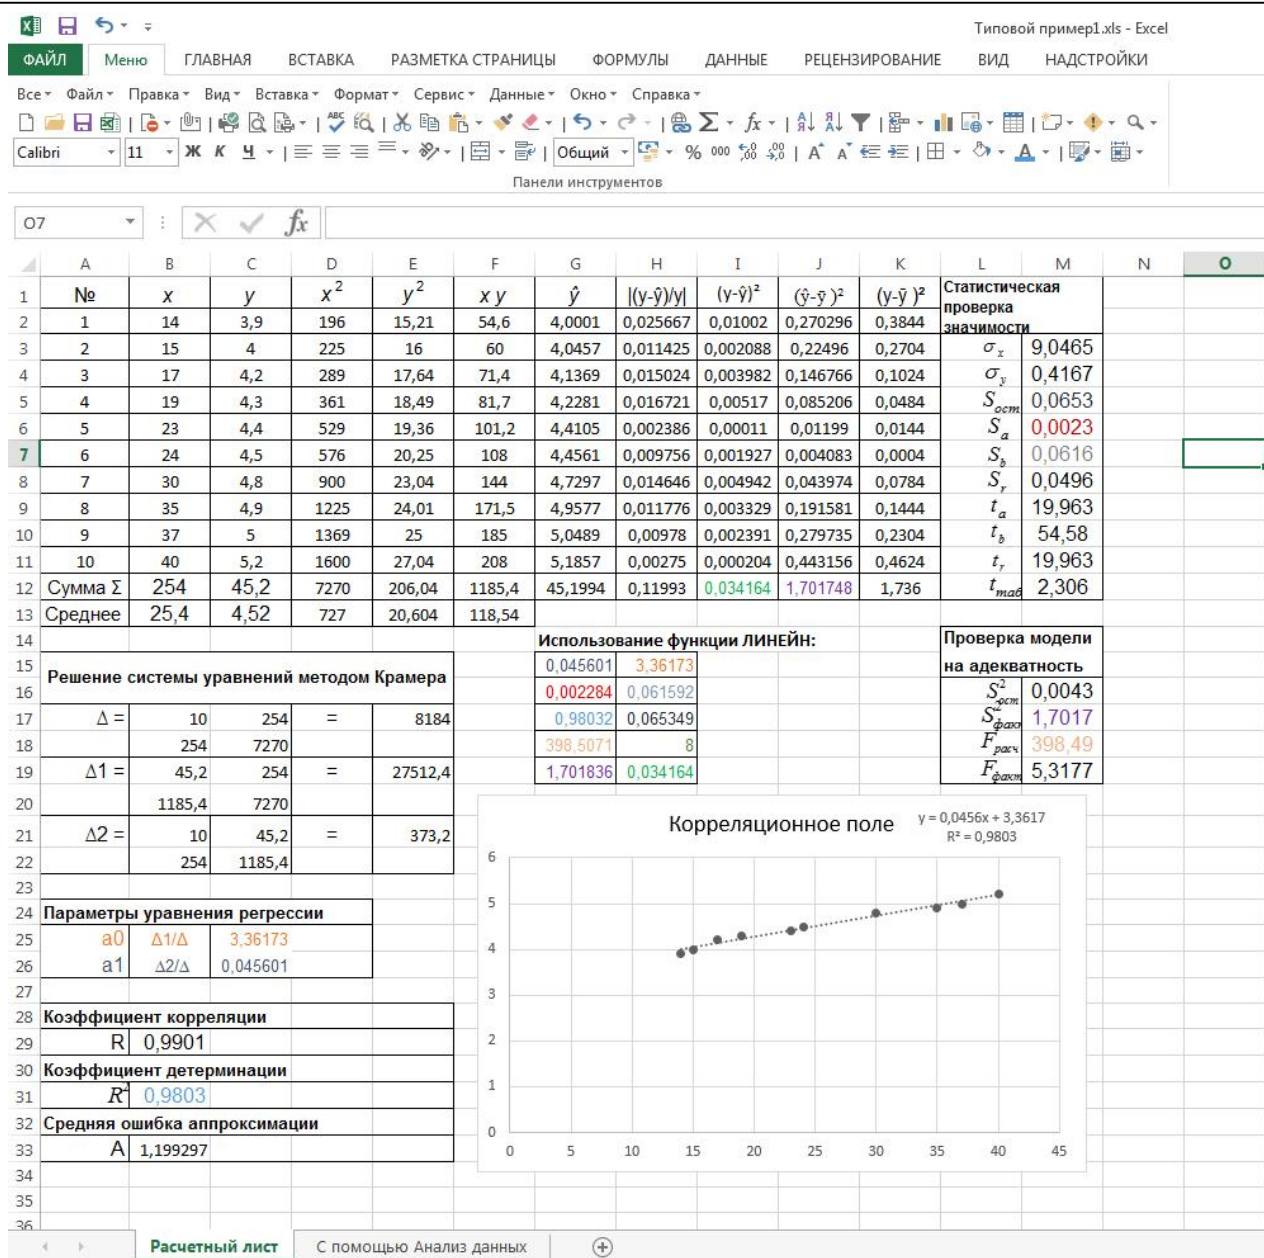 Типовой пример1.xls - Excel
ФАЙЛ Меню ГЛАВНАЯ ВСТАВКА РАЗМЕТКА СТРАНИЦЫ ФОРМУЛЫ ДАННЫЕ РЕЦЕНЗИРОВАНИЕ ВИД НАДСТРОЙКИ
Все Файл Правка Вид Вставка Формат Сервис Данные Окно Справка
Calibri 11 Ж К Ч Общий % 000
Панели инструментов
O7 fx
A B C D E F G H I J K L M N O
1 № x y x² y² x y ŷ |(y-ŷ)/y| (y-ŷ)² (ŷ-ȳ )² (y-ȳ )² Статистическая проверка значимости
2 1 14 3,9 196 15,21 54,6 4,0001 0,025667 0,01002 0,270296 0,3844
3 2 15 4 225 16 60 4,0457 0,011425 0,002088 0,22496 0,2704 σx 9,0465
4 3 17 4,2 289 17,64 71,4 4,1369 0,015024 0,003982 0,146766 0,1024 σy 0,4167
5 4 19 4,3 361 18,49 81,7 4,2281 0,016721 0,00517 0,085206 0,0484 Sост 0,0653
6 5 23 4,4 529 19,36 101,2 4,4105 0,002386 0,00011 0,01199 0,0144 Sa 0,0023
7 6 24 4,5 576 20,25 108 4,4561 0,009756 0,001927 0,004083 0,0004 Sb 0,0616
8 7 30 4,8 900 23,04 144 4,7297 0,014646 0,004942 0,043974 0,0784 Sr 0,0496
9 8 35 4,9 1225 24,01 171,5 4,9577 0,011776 0,003329 0,191581 0,1444 ta 19,963
10 9 37 5 1369 25 185 5,0489 0,00978 0,002391 0,279735 0,2304 tb 54,58
11 10 40 5,2 1600 27,04 208 5,1857 0,00275 0,000204 0,443156 0,4624 tr 19,963
12 Сумма Σ 254 45,2 7270 206,04 1185,4 45,1994 0,11993 0,034164 1,701748 1,736 tтаб 2,306
13 Среднее 25,4 4,52 727 20,604 118,54
14 Использование функции ЛИНЕЙН: Проверка модели
15 Решение системы уравнений методом Крамера 0,045601 3,36173 на адекватность
16 0,002284 0,061592 S²ост 0,0043
17 Δ = 10 254 = 8184 0,98032 0,065349 S²факт 1,7017
18 254 7270 398,5071 8 Fрасч 398,49
19 Δ1 = 45,2 254 = 27512,4 1,701836 0,034164 Fфакт 5,3177
20 1185,4 7270
21 Δ2 = 10 45,2 = 373,2
22 254 1185,4
23
24 Параметры уравнения регрессии
25 a0 Δ1/Δ 3,36173
26 a1 Δ2/Δ 0,045601
27
28 Коэффициент корреляции
29 R 0,9901
30 Коэффициент детерминации
31 R² 0,9803
32 Средняя ошибка аппроксимации
33 A 1,199297
34
35
36
Корреляционное поле
y = 0,0456x + 3,3617
R² = 0,9803
6
5
4
3
2
1
0
0 5 10 15 20 25 30 35 40 45
Расчетный лист С помощью Анализ данных